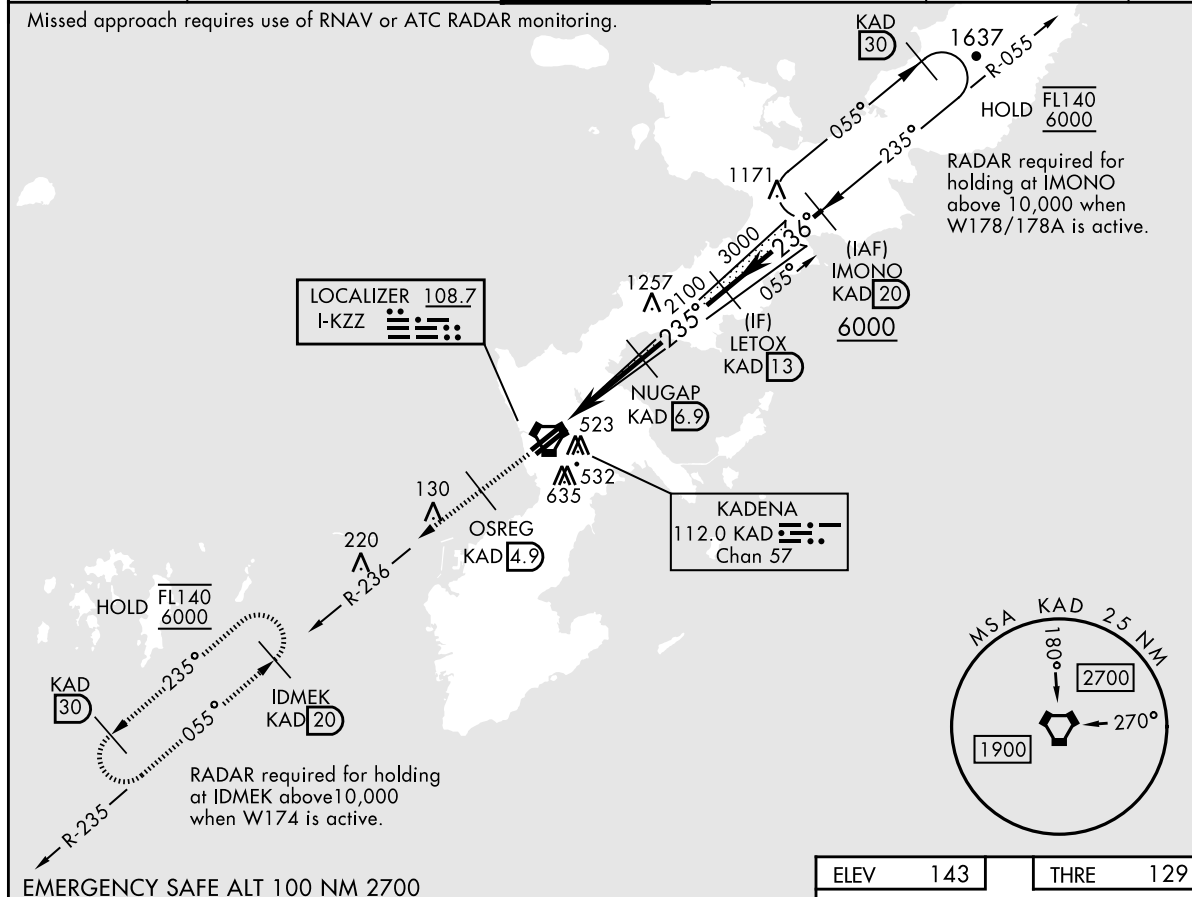 Missed approach requires use of RNAV or ATC RADAR monitoring.
KAD
30
1637
R-055
HOLD
FL140
6000
055°
235°
RADAR required for
holding at IMONO
above 10,000 when
W178/178A is active.
1171
236°
(IAF)
IMONO
KAD 20
6000
3000
2100
055°
1257
235°
(IF)
LETOX
KAD 13
LOCALIZER 108.7
I-KZZ
NUGAP
KAD 6.9
523
532
635
KADENA
112.0 KAD
Chan 57
130
OSREG
KAD 4.9
220
R-236
HOLD
FL140
6000
235°
055°
KAD
30
IDMEK
KAD 20
RADAR required for holding
at IDMEK above10,000
when W174 is active.
R-235
MSA KAD 25 NM
180°
2700
270°
1900
EMERGENCY SAFE ALT 100 NM 2700
ELEV 143
THRE 129